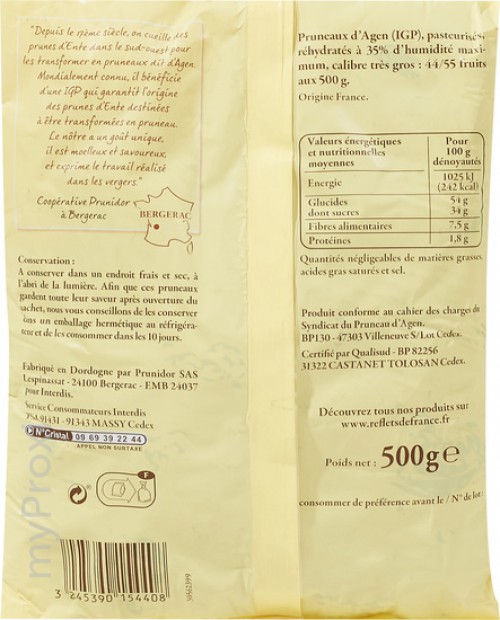 "Depuis le 17ème siècle, on cueille des
prunes d'Ente dans le sud-ouest pour
les transformer en pruneaux dit d'Agen.
Mondialement connu, il bénéficie
d'une IGP qui garantit l'origine
des prunes d'Ente destinées
à être transformées en pruneau.
Le nôtre a un goût unique,
il est moelleux et savoureux,
et exprime le travail réalisé
dans les vergers."
Coopérative Prunidor
à Bergerac
BERGERAC
Conservation :
A conserver dans un endroit frais et sec, à
l'abri de la lumière. Afin que ces pruneaux
gardent toute leur saveur après ouverture du
sachet, nous vous conseillons de les conserver
dans un emballage hermétique au réfrigéra-
teur et de les consommer dans les 10 jours.
Fabriqué en Dordogne par Prunidor SAS
Lespinassat - 24100 Bergerac - EMB 24037
pour Interdis.
Service Consommateurs Interdis
TSA 91431 - 91343 MASSY Cedex
N°Cristal 09 69 39 22 44
APPEL NON SURTAXE
F
myPro
3 245390 154408
Pruneaux d'Agen (IGP), pasteurisés,
réhydratés à 35% d'humidité maxi-
mum, calibre très gros : 44/55 fruits
aux 500 g.
Origine France.
Valeurs énergétiques
et nutritionnelles
moyennes
Pour
100 g
dénoyautés
Energie
1025 kJ
(242 kcal)
Glucides
dont sucres
54 g
34 g
Fibres alimentaires
7,5 g
Protéines
1,8 g
Quantités négligeables de matières grasses,
acides gras saturés et sel.
Produit conforme au cahier des charges du
Syndicat du Pruneau d'Agen.
BP130 - 47303 Villeneuve S/Lot Cedex.
Certifié par Qualisud - BP 82256
31322 CASTANET TOLOSAN Cedex.
Découvrez tous nos produits sur
www.refletsdefrance.fr
Poids net : 500g e
consommer de préférence avant le / N° de lot :